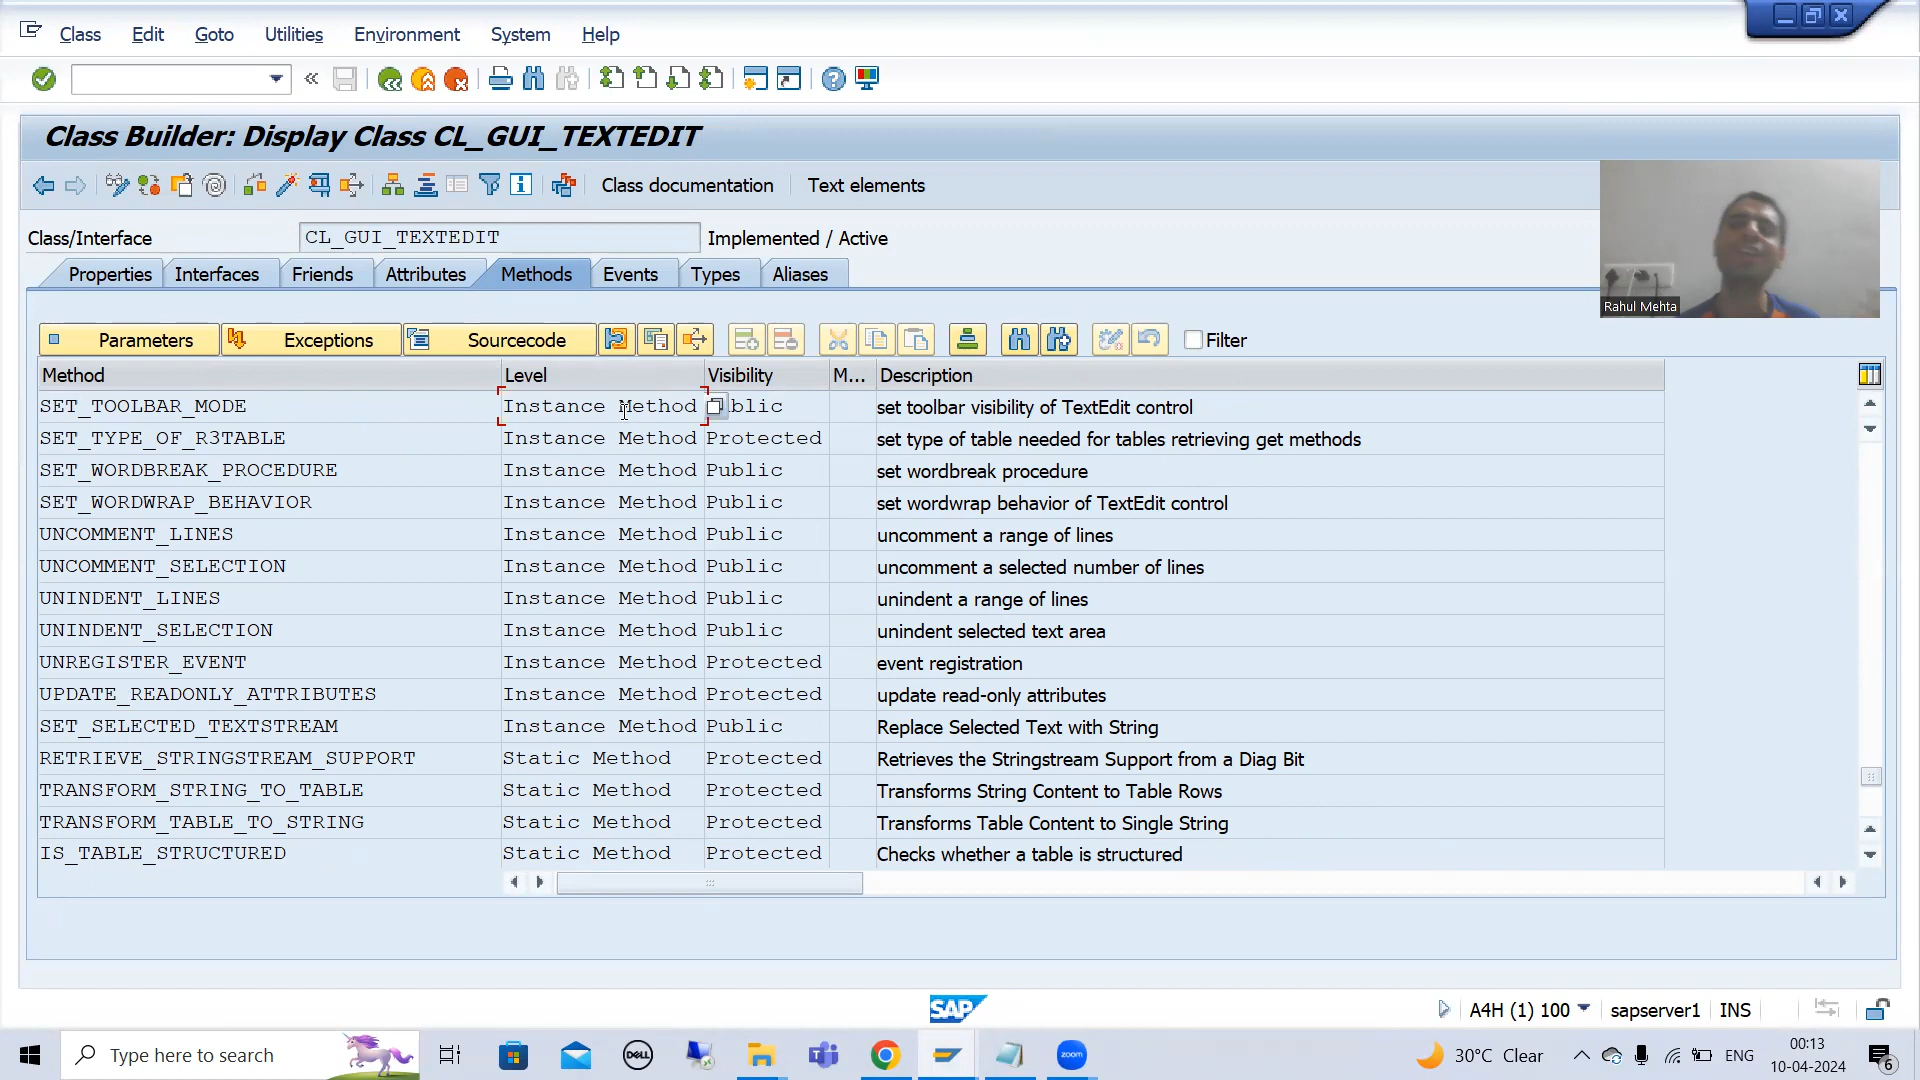 Class Edit Goto Utilities Environment System Help
Class Builder: Display Class CL_GUI_TEXTEDIT
Class documentation Text elements
Class/Interface CL_GUI_TEXTEDIT Implemented / Active
Properties Interfaces Friends Attributes Methods Events Types Aliases
Rahul Mehta
Parameters Exceptions Sourcecode Filter
Method Level Visibility M... Description
SET_TOOLBAR_MODE Instance Method blic set toolbar visibility of TextEdit control
SET_TYPE_OF_R3TABLE Instance Method Protected set type of table needed for tables retrieving get methods
SET_WORDBREAK_PROCEDURE Instance Method Public set wordbreak procedure
SET_WORDWRAP_BEHAVIOR Instance Method Public set wordwrap behavior of TextEdit control
UNCOMMENT_LINES Instance Method Public uncomment a range of lines
UNCOMMENT_SELECTION Instance Method Public uncomment a selected number of lines
UNINDENT_LINES Instance Method Public unindent a range of lines
UNINDENT_SELECTION Instance Method Public unindent selected text area
UNREGISTER_EVENT Instance Method Protected event registration
UPDATE_READONLY_ATTRIBUTES Instance Method Protected update read-only attributes
SET_SELECTED_TEXTSTREAM Instance Method Public Replace Selected Text with String
RETRIEVE_STRINGSTREAM_SUPPORT Static Method Protected Retrieves the Stringstream Support from a Diag Bit
TRANSFORM_STRING_TO_TABLE Static Method Protected Transforms String Content to Table Rows
TRANSFORM_TABLE_TO_STRING Static Method Protected Transforms Table Content to Single String
IS_TABLE_STRUCTURED Static Method Protected Checks whether a table is structured
SAP A4H (1) 100 sapserver1 INS
Type here to search DELL zoom 30°C Clear ENG 00:13
10-04-2024 6